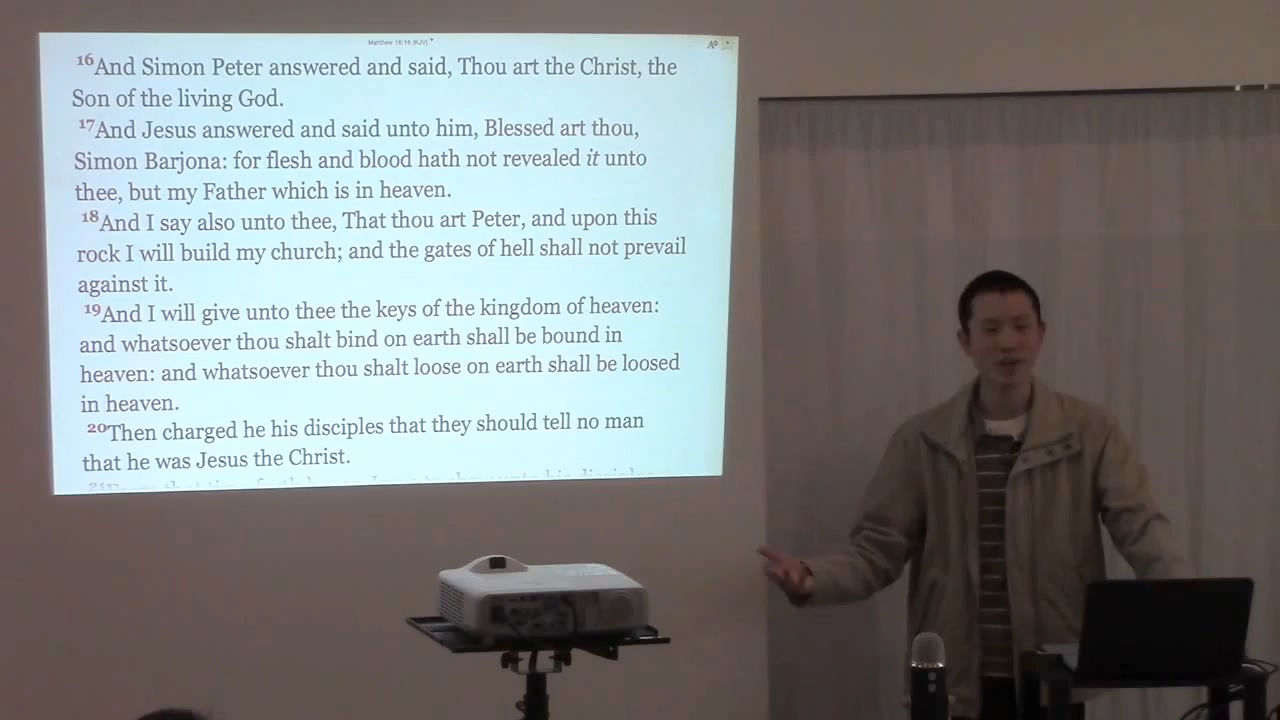 Matthew 16:16 (KJV)
16And Simon Peter answered and said, Thou art the Christ, the
Son of the living God.
17And Jesus answered and said unto him, Blessed art thou,
Simon Barjona: for flesh and blood hath not revealed it unto
thee, but my Father which is in heaven.
18And I say also unto thee, That thou art Peter, and upon this
rock I will build my church; and the gates of hell shall not prevail
against it.
19And I will give unto thee the keys of the kingdom of heaven:
and whatsoever thou shalt bind on earth shall be bound in
heaven: and whatsoever thou shalt loose on earth shall be loosed
in heaven.
20Then charged he his disciples that they should tell no man
that he was Jesus the Christ.